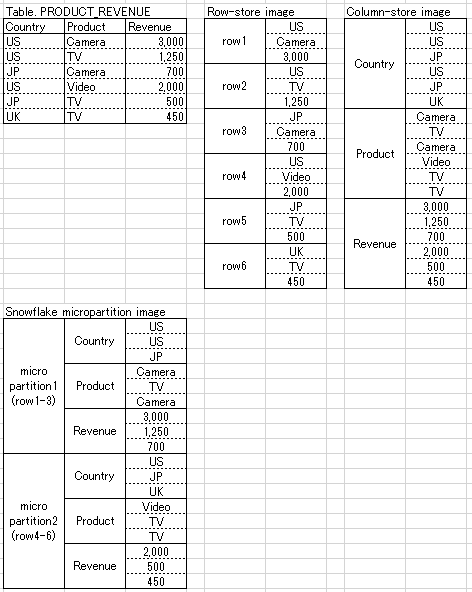 Table. PRODUCT_REVENUE
Country Product Revenue
US Camera 3,000
US TV 1,250
JP Camera 700
US Video 2,000
JP TV 500
UK TV 450
Row-store image
row1 US
Camera
3,000
row2 US
TV
1,250
row3 JP
Camera
700
row4 US
Video
2,000
row5 JP
TV
500
row6 UK
TV
450
Column-store image
Country US
US
JP
US
JP
UK
Product Camera
TV
Camera
Video
TV
TV
Revenue 3,000
1,250
700
2,000
500
450
Snowflake micropartition image
micro
partition1
(row1-3)
Country US
US
JP
Product Camera
TV
Camera
Revenue 3,000
1,250
700
micro
partition2
(row4-6)
Country US
JP
UK
Product Video
TV
TV
Revenue 2,000
500
450